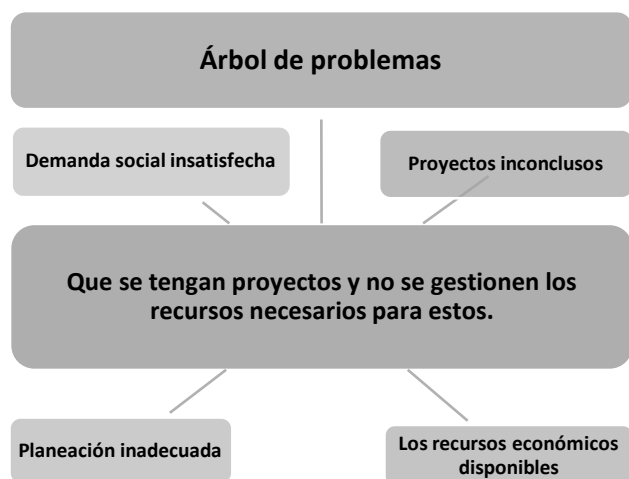 Árbol de problemas
Demanda social insatisfecha
Proyectos inconclusos
Que se tengan proyectos y no se gestionen los
recursos necesarios para estos.
Planeación inadecuada
Los recursos económicos
disponibles